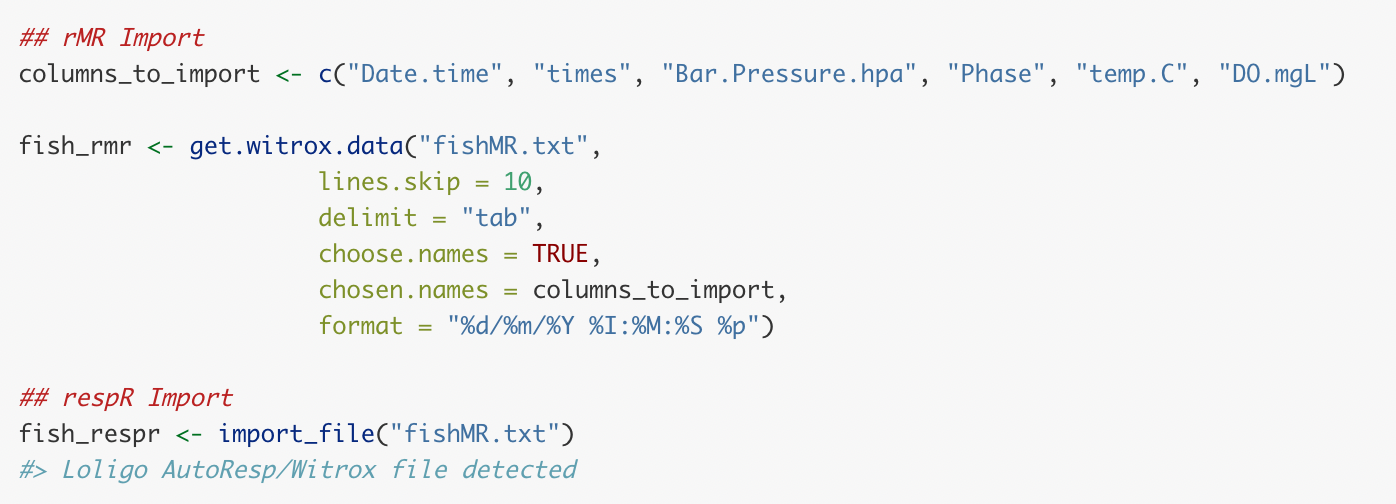 ## rMR Import
columns_to_import <- c("Date.time", "times", "Bar.Pressure.hpa", "Phase", "temp.C", "DO.mgL")
fish_rmr <- get.witrox.data("fishMR.txt",
lines.skip = 10,
delimit = "tab",
choose.names = TRUE,
chosen.names = columns_to_import,
format = "%d/%m/%Y %I:%M:%S %p")
## respR Import
fish_respr <- import_file("fishMR.txt")
#> Loligo AutoResp/Witrox file detected